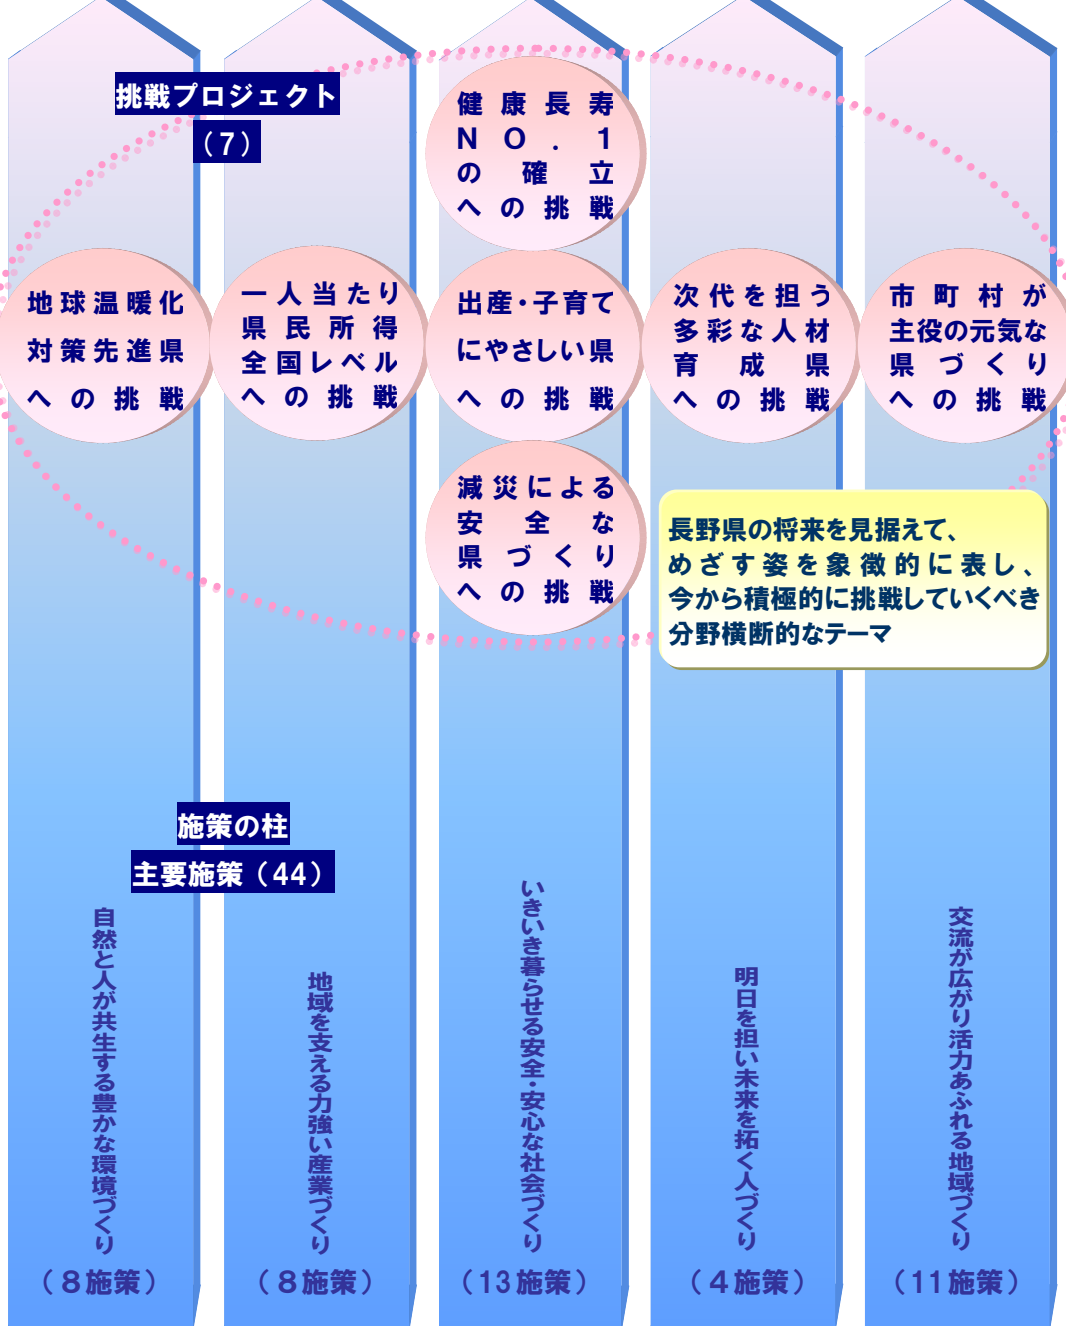 挑戦プロジェクト
（7）
健康長寿
NO.1
の確立
への挑戦
地球温暖化
対策先進県
への挑戦
一人当たり
県民所得
全国レベル
への挑戦
出産・子育て
にやさしい県
への挑戦
次代を担う
多彩な人材
育成県
への挑戦
市町村が
主役の元気な
県づくり
への挑戦
減災による
安全な
県づくり
への挑戦
長野県の将来を見据えて、
めざす姿を象徴的に表し、
今から積極的に挑戦していくべき
分野横断的なテーマ
施策の柱
主要施策（44）
自然と人が共生する豊かな環境づくり
（８施策）
地域を支える力強い産業づくり
（８施策）
いきいき暮らせる安全・安心な社会づくり
（13施策）
明日を担い未来を拓く人づくり
（４施策）
交流が広がり活力あふれる地域づくり
（11施策）